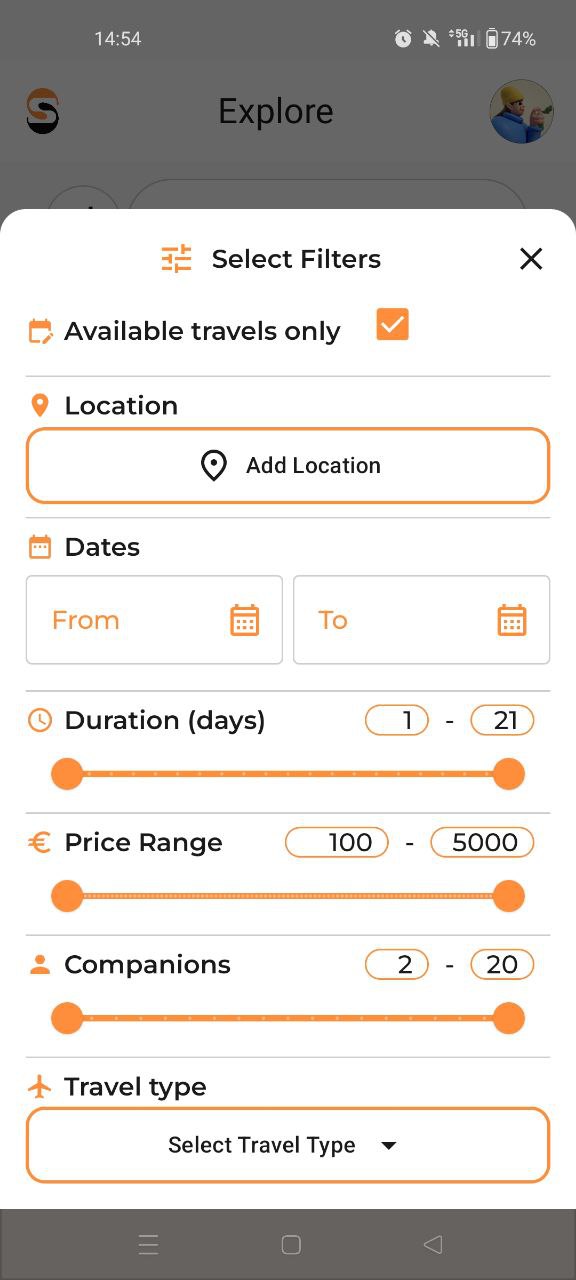 14:54
5G 74%
Explore
Select Filters
Available travels only
Location
Add Location
Dates
From To
Duration (days) 1 - 21
Price Range 100 - 5000
Companions 2 - 20
Travel type
Select Travel Type